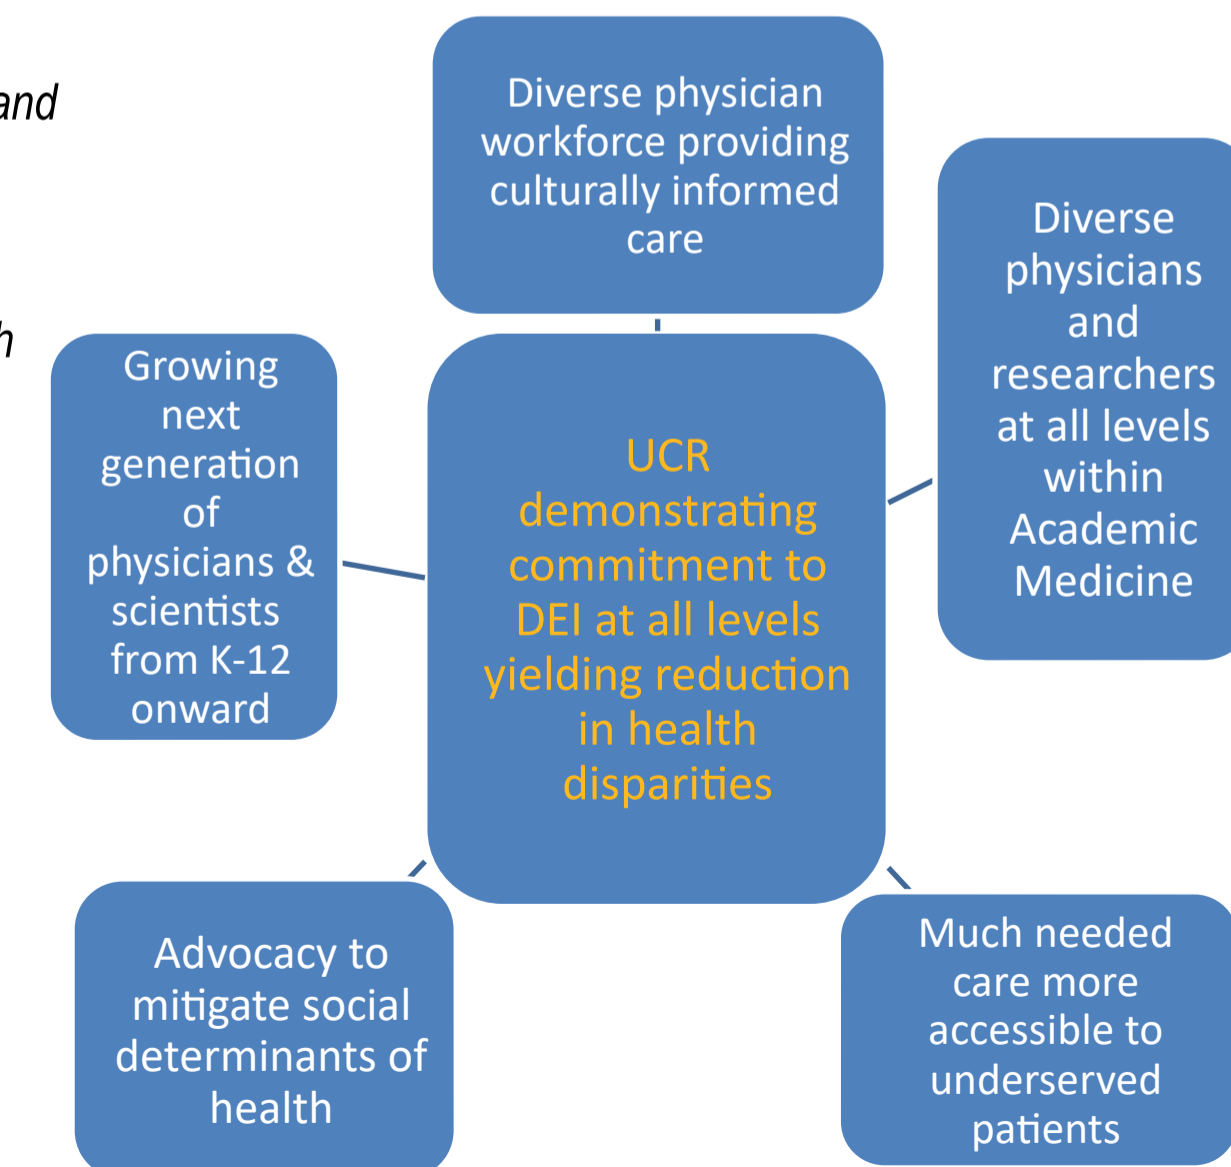 and
h
Diverse physician
workforce providing
culturally informed
care
Diverse
physicians
and
researchers
at all levels
within
Academic
Medicine
Growing
next
generation
of
physicians &
scientists
from K-12
onward
UCR
demonstrating
commitment to
DEI at all levels
yielding reduction
in health
disparities
Advocacy to
mitigate social
determinants of
health
Much needed
care more
accessible to
underserved
patients